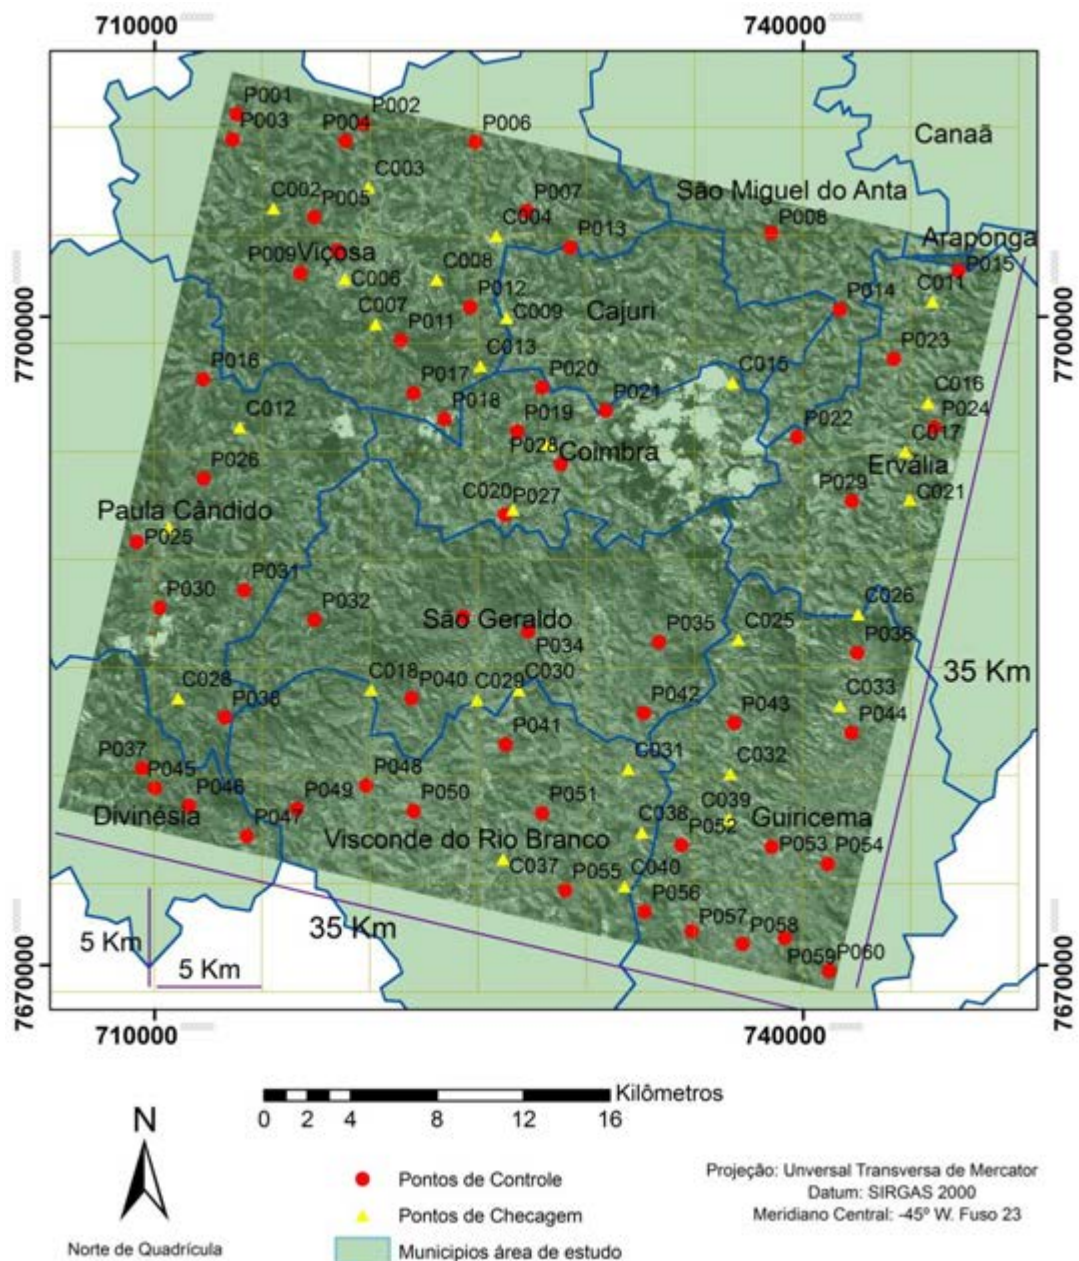 710000
740000
P001
P002
P003
P004
P006
Canaã
C003
São Miguel do Anta
C002
P005
P007
C004
P008
P013
Araponga
Viçosa
P009
P015
C006
C008
C011
P012
P014
Cajuri
7700000
7700000
C007
P011
C009
P023
C013
C015
P016
P020
C016
P017
P021
P024
C012
P018
P019
P022
C017
P028
Coimbra
Ervália
P026
P029
C021
C020
P027
Paula Cândido
P025
P031
P030
P032
C026
São Geraldo
P034
P035
C025
P036
35 Km
C028
C018
P040
C029
C030
C033
P038
P042
P043
P044
P041
P037
C031
C032
P045
P046
P048
P049
P050
P051
C038
C039
Divinésia
Guiricema
P047
Visconde do Rio Branco
P052
P053
P054
C037
P055
C040
P056
35 Km
P057
P058
5 Km
P059
P060
5 Km
7670000
7670000
710000
740000
Kilômetros
0 2 4 8 12 16
N
Pontos de Controle
Pontos de Checagem
Municipios área de estudo
Norte de Quadrícula
Projeção: Unversal Transversa de Mercator
Datum: SIRGAS 2000
Meridiano Central: -45º W. Fuso 23